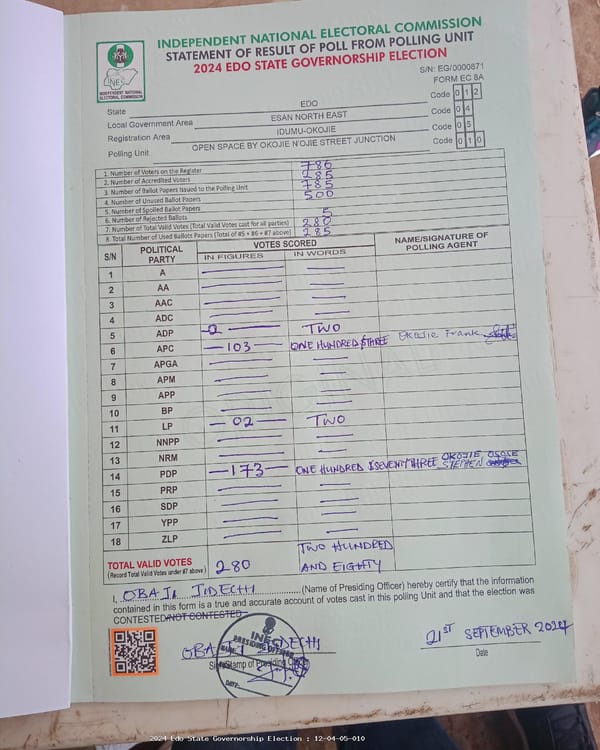 INDEPENDENT NATIONAL ELECTORAL COMMISSION
STATEMENT OF RESULT OF POLL FROM POLLING UNIT
2024 EDO STATE GOVERNORSHIP ELECTION
INEC
INDEPENDENT NATIONAL ELECTORAL COMMISSION
S/N: EG/0000871
FORM EC 8A
State EDO Code 0 1 2
Local Government Area ESAN NORTH EAST Code 0 4
Registration Area IDUMU-OKOJIE Code 0 5
Polling Unit OPEN SPACE BY OKOJIE N'OJIE STREET JUNCTION Code 0 1 0
1. Number of Voters on the Register 786
2. Number of Accredited Voters 285
3. Number of Ballot Papers Issued to the Polling Unit 785
4. Number of Unused Ballot Papers 500
5. Number of Spoiled Ballot Papers
6. Number of Rejected Ballots 5
7. Number of Total Valid Votes (Total Valid Votes cast for all parties) 280
8. Total Number of Used Ballots Papers (Total of #5 + #6 + #7 above) 285
S/N POLITICAL PARTY VOTES SCORED NAME/SIGNATURE OF POLLING AGENT
IN FIGURES IN WORDS
1 A
2 AA
3 AAC
4 ADC
5 ADP 2 TWO
6 APC 103 ONE HUNDRED $ THREE OKOJIE Frank
7 APGA
8 APM
9 APP
10 BP
11 LP 02 TWO
12 NNPP
13 NRM
14 PDP 173 ONE HUNDRED $ SEVENTY THREE OKOJIE OSOSE STEPHEN
15 PRP
16 SDP
17 YPP
18 ZLP
TOTAL VALID VOTES 280 TWO HUNDRED AND EIGHTY
(Record Total Valid Votes under #7 above)
I, OBAJI JIDECHI (Name of Presiding Officer) hereby certify that the information
contained in this form is a true and accurate account of votes cast in this polling Unit and that the election was
CONTESTED/NOT CONTESTED
INEC
PRESIDING OFFICER
NAME:
DATE:
OBAJI JIDECHI
Sign/Stamp of Presiding Officer
21ST SEPTEMBER 2024
Date
2024 Edo State Governorship Election : 12-04-05-010